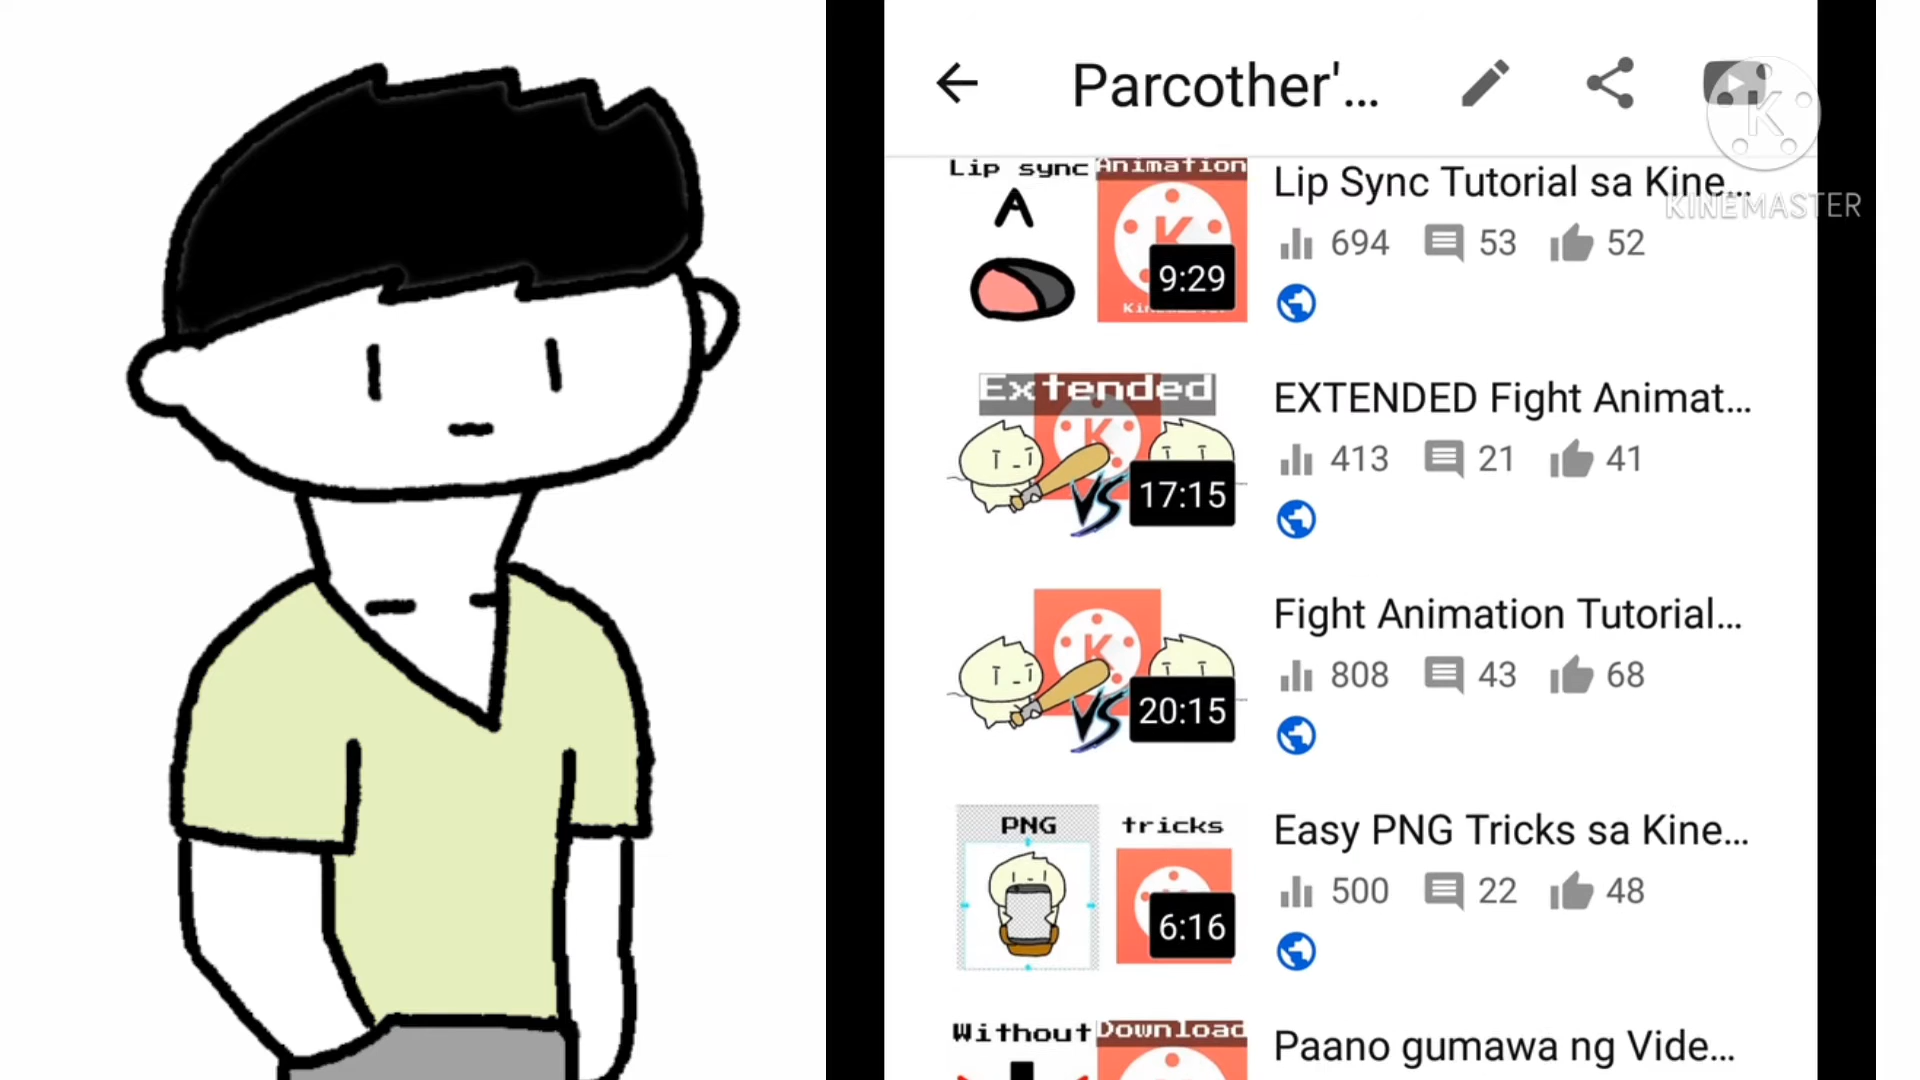 Parcother'...
K
KINEMASTER
Lip sync
Animation
A
K
9:29
Lip Sync Tutorial sa Kine...
694 53 52
Extended
K
VS
17:15
EXTENDED Fight Animat...
413 21 41
K
VS
20:15
Fight Animation Tutorial...
808 43 68
PNG tricks
6:16
Easy PNG Tricks sa Kine...
500 22 48
Without Download
Paano gumawa ng Vide...